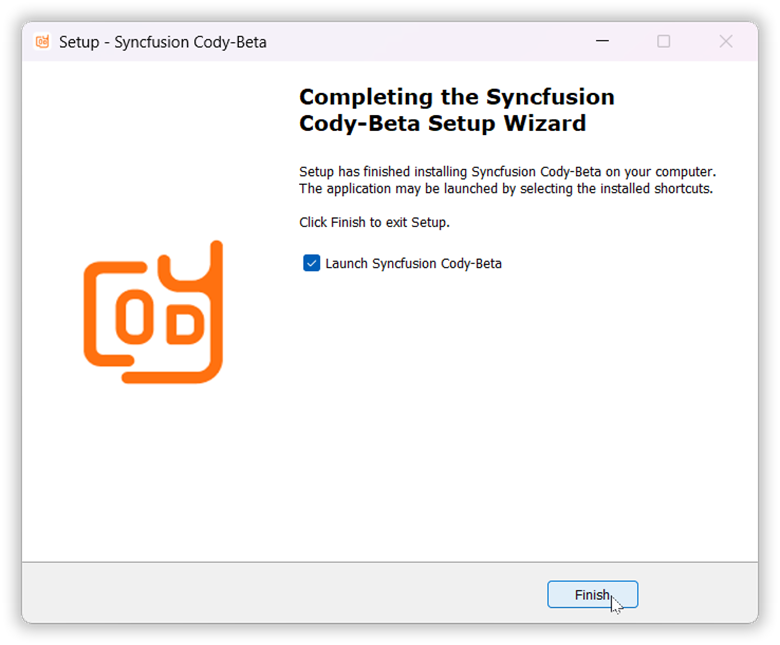 Setup - Syncfusion Cody-Beta
Completing the Syncfusion
Cody-Beta Setup Wizard
Setup has finished installing Syncfusion Cody-Beta on your computer.
The application may be launched by selecting the installed shortcuts.
Click Finish to exit Setup.
Launch Syncfusion Cody-Beta
CODY
Finish